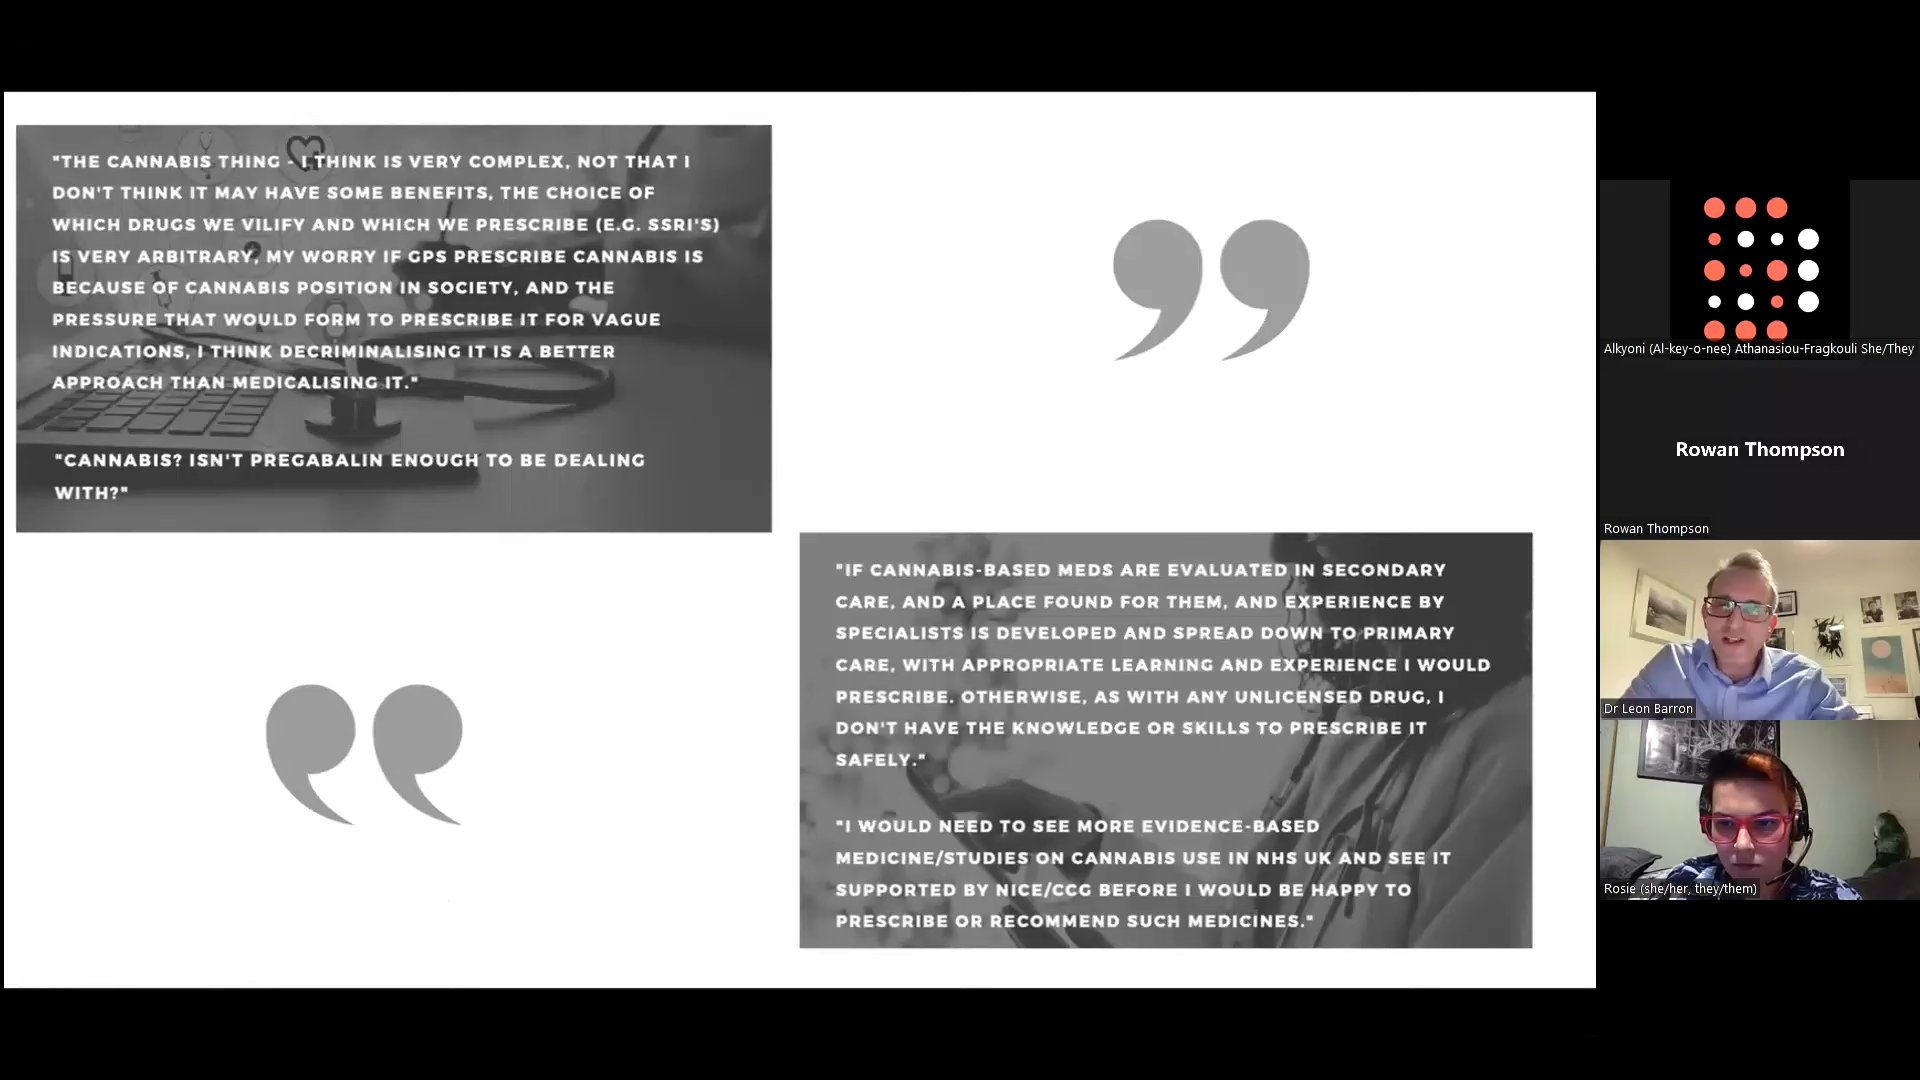 "THE CANNABIS THING - I THINK IS VERY COMPLEX, NOT THAT I
DON'T THINK IT MAY HAVE SOME BENEFITS, THE CHOICE OF
WHICH DRUGS WE VILIFY AND WHICH WE PRESCRIBE (E.G. SSRI'S)
IS VERY ARBITRARY, MY WORRY IF GPS PRESCRIBE CANNABIS IS
BECAUSE OF CANNABIS POSITION IN SOCIETY, AND THE
PRESSURE THAT WOULD FORM TO PRESCRIBE IT FOR VAGUE
INDICATIONS, I THINK DECRIMINALISING IT IS A BETTER
APPROACH THAN MEDICALISING IT."
"CANNABIS? ISN'T PREGABALIN ENOUGH TO BE DEALING
WITH?"
"IF CANNABIS-BASED MEDS ARE EVALUATED IN SECONDARY
CARE, AND A PLACE FOUND FOR THEM, AND EXPERIENCE BY
SPECIALISTS IS DEVELOPED AND SPREAD DOWN TO PRIMARY
CARE, WITH APPROPRIATE LEARNING AND EXPERIENCE I WOULD
PRESCRIBE. OTHERWISE, AS WITH ANY UNLICENSED DRUG, I
DON'T HAVE THE KNOWLEDGE OR SKILLS TO PRESCRIBE IT
SAFELY."
"I WOULD NEED TO SEE MORE EVIDENCE-BASED
MEDICINE/STUDIES ON CANNABIS USE IN NHS UK AND SEE IT
SUPPORTED BY NICE/CCG BEFORE I WOULD BE HAPPY TO
PRESCRIBE OR RECOMMEND SUCH MEDICINES."
Alkyoni (Al-key-o-nee) Athanasiou-Fragkouli She/They
Rowan Thompson
Rowan Thompson
Dr Leon Barron
Rosie (she/her, they/them)